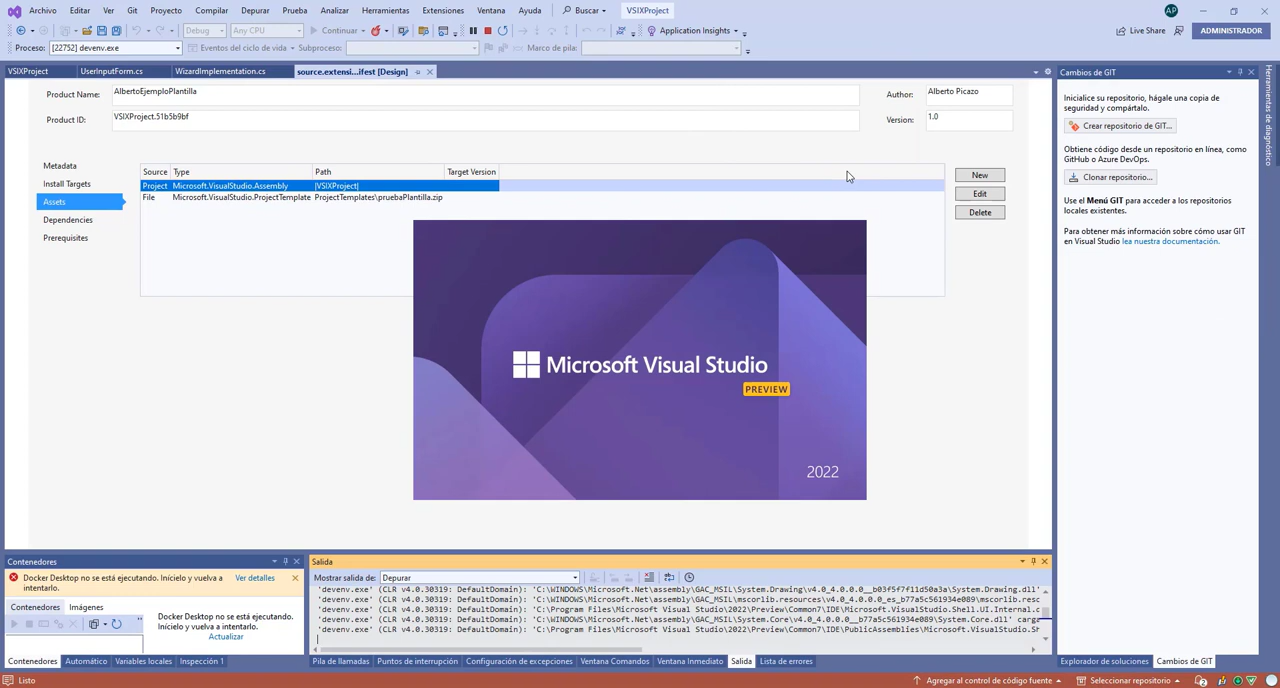 Archivo Editar Ver Git Proyecto Compilar Depurar Prueba Analizar Herramientas Extensiones Ventana Ayuda Buscar VSIXProject AP
Debug Any CPU Continuar Application Insights Live Share ADMINISTRADOR
Proceso: [22752] devenv.exe Eventos del ciclo de vida Subproceso: Marco de pila:
VSIXProject UserInputForm.cs WizardImplementation.cs source.extensi...ifest [Design]
Product Name: AlbertoEjemploPlantilla Author: Alberto Picazo
Product ID: VSIXProject.51b5b9bf Version: 1.0
Metadata
Install Targets
Assets
Dependencies
Prerequisites
Source Type Path Target Version
Project Microsoft.VisualStudio.Assembly |VSIXProject|
File Microsoft.VisualStudio.ProjectTemplate ProjectTemplates\pruebaPlantilla.zip
New
Edit
Delete
Microsoft Visual Studio
PREVIEW
2022
Cambios de GIT
Inicialice su repositorio, hágale una copia de
seguridad y compártalo.
Crear repositorio de GIT...
Obtiene código desde un repositorio en línea, como
GitHub o Azure DevOps.
Clonar repositorio...
Use el Menú GIT para acceder a los repositorios
locales existentes.
Para obtener más información sobre cómo usar GIT
en Visual Studio lea nuestra documentación.
Herramientas de diagnóstico
Contenedores
Docker Desktop no se está ejecutando. Inícielo y vuelva a
intentarlo.
Ver detalles
Contenedores Imágenes
Docker Desktop no se está ejecutando.
Inícielo y vuelva a intentarlo.
Actualizar
Contenedores Automático Variables locales Inspección 1
Salida
Mostrar salida de: Depurar
'devenv.exe' (CLR v4.0.30319: DefaultDomain): 'C:\WINDOWS\Microsoft.Net\assembly\GAC_MSIL\System.Drawing\v4.0_4.0.0.0__b03f5f7f11d50a3a\System.Drawing.dll'
'devenv.exe' (CLR v4.0.30319: DefaultDomain): 'C:\WINDOWS\Microsoft.Net\assembly\GAC_MSIL\mscorlib.resources\v4.0_4.0.0.0_es_b77a5c561934e089\mscorlib.resc
'devenv.exe' (CLR v4.0.30319: DefaultDomain): 'C:\Program Files\Microsoft Visual Studio\2022\Preview\Common7\IDE\Microsoft.VisualStudio.Shell.UI.Internal.c
'devenv.exe' (CLR v4.0.30319: DefaultDomain): 'C:\WINDOWS\Microsoft.Net\assembly\GAC_MSIL\System.Core\v4.0_4.0.0.0__b77a5c561934e089\System.Core.dll' carga
'devenv.exe' (CLR v4.0.30319: DefaultDomain): 'C:\Program Files\Microsoft Visual Studio\2022\Preview\Common7\IDE\PublicAssemblies\Microsoft.VisualStudio.Sh
Pila de llamadas Puntos de interrupción Configuración de excepciones Ventana Comandos Ventana Inmediato Salida Lista de errores
Explorador de soluciones Cambios de GIT
Listo Agregar al control de código fuente Seleccionar repositorio 2